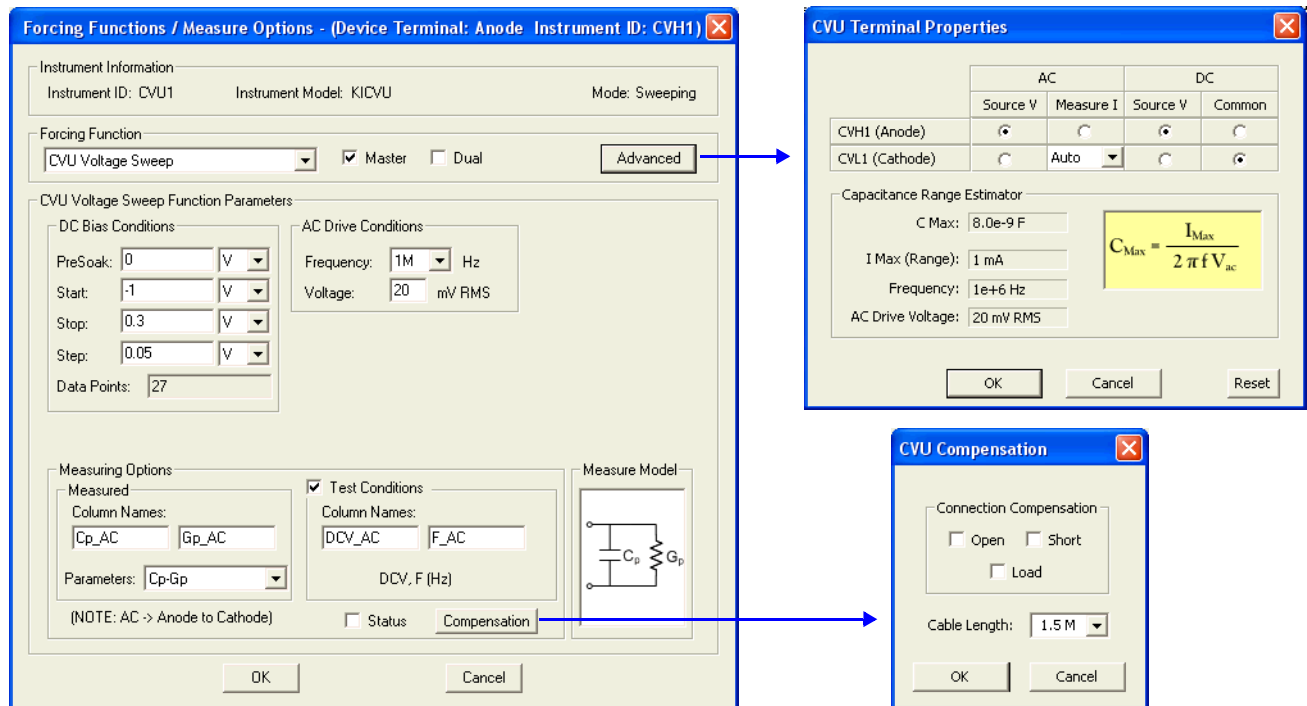 Forcing Functions / Measure Options - (Device Terminal: Anode Instrument ID: CVH1)
Instrument Information
Instrument ID: CVU1 Instrument Model: KICVU Mode: Sweeping
Forcing Function
CVU Voltage Sweep Master Dual Advanced
CVU Voltage Sweep Function Parameters
DC Bias Conditions
PreSoak: 0 V
Start: -1 V
Stop: 0.3 V
Step: 0.05 V
Data Points: 27
AC Drive Conditions
Frequency: 1M Hz
Voltage: 20 mV RMS
Measuring Options
Measured
Column Names:
Cp_AC Gp_AC
Parameters: Cp-Gp
(NOTE: AC -> Anode to Cathode)
Test Conditions
Column Names:
DCV_AC F_AC
DCV, F (Hz)
Status Compensation
Measure Model
Cp Gp
OK Cancel
CVU Terminal Properties
AC DC
Source V Measure I Source V Common
CVH1 (Anode)
CVL1 (Cathode) Auto
Capacitance Range Estimator
C Max: 8.0e-9 F
I Max (Range): 1 mA
Frequency: 1e+6 Hz
AC Drive Voltage: 20 mV RMS
CMax = IMax / 2 π f Vac
OK Cancel Reset
CVU Compensation
Connection Compensation
Open Short
Load
Cable Length: 1.5 M
OK Cancel